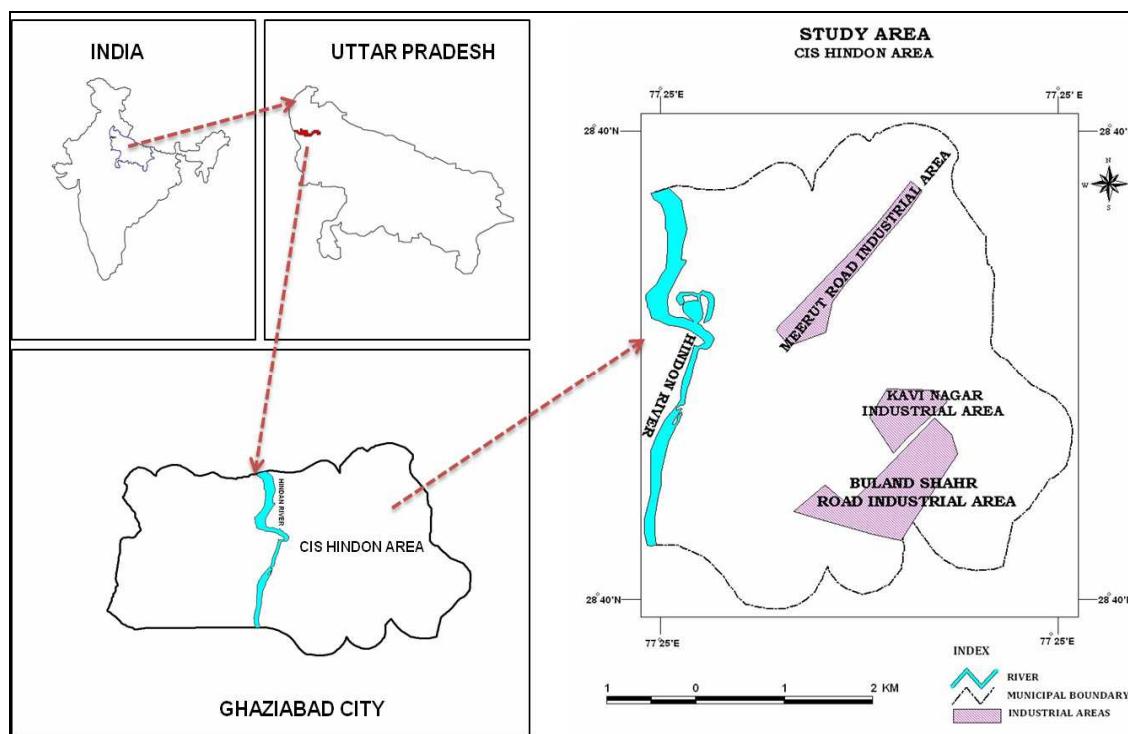 INDIA
UTTAR PRADESH
HINDAN RIVER
CIS HINDON AREA
GHAZIABAD CITY
STUDY AREA
CIS HINDON AREA
77 25'E
77 25'E
28 40'N
28 40'N
N
W
S
MEERUT ROAD INDUSTRIAL AREA
HINDON RIVER
KAVI NAGAR
INDUSTRIAL AREA
BULAND SHAHR
ROAD INDUSTRIAL AREA
28 40'N
28 40'N
77 25'E
77 25'E
1 0 1 2 KM
INDEX
RIVER
MUNICIPAL BOUNDARY
INDUSTRIAL AREAS